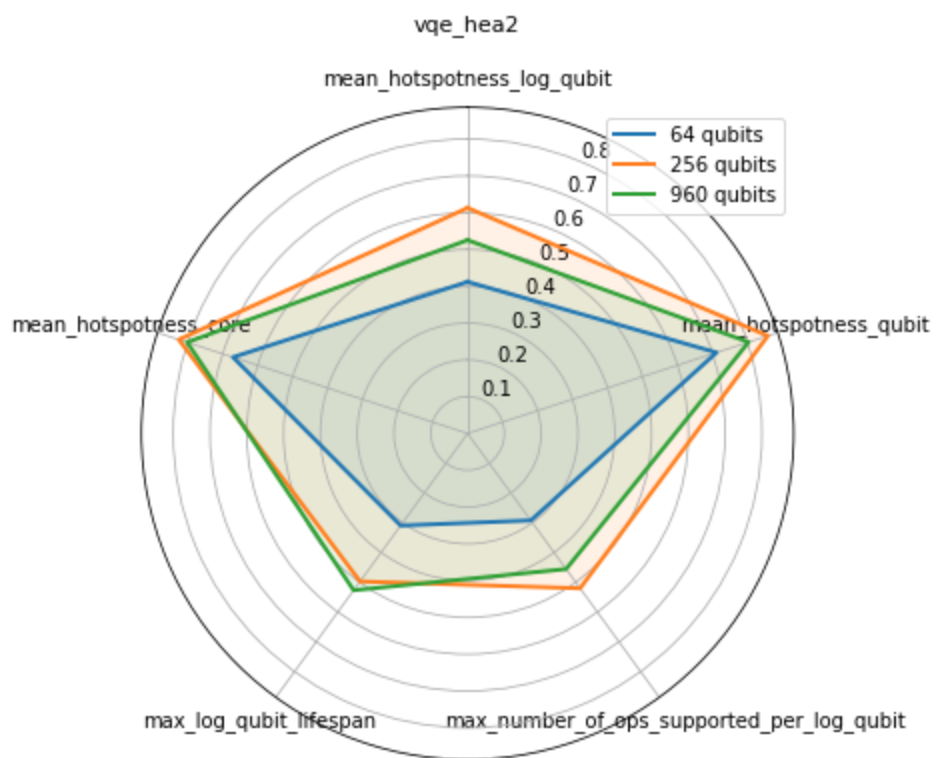 vqe_hea2
mean_hotspotness_log_qubit
64 qubits
256 qubits
960 qubits
0.8
0.7
0.6
0.5
0.4
0.3
0.2
0.1
mean_hotspotness_core
mean_hotspotness_qubit
max_log_qubit_lifespan
max_number_of_ops_supported_per_log_qubit